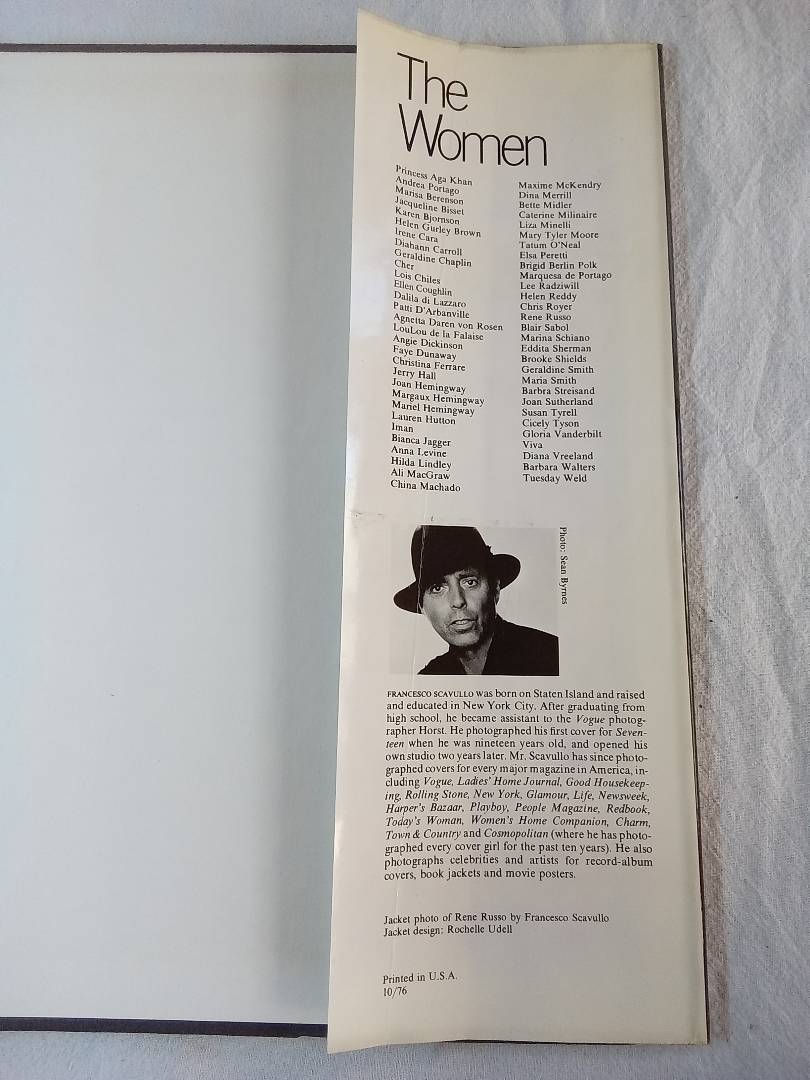 The
Women
Princess Aga Khan
Andrea Portago
Marisa Berenson
Jacqueline Bisset
Karen Bjornson
Helen Gurley Brown
Irene Cara
Diahann Carroll
Geraldine Chaplin
Cher
Lois Chiles
Ellen Coughlin
Dalila di Lazzaro
Patti D'Arbanville
Agnetta Daren von Rosen
LouLou de la Falaise
Angie Dickinson
Faye Dunaway
Christina Ferrare
Jerry Hall
Joan Hemingway
Margaux Hemingway
Mariel Hemingway
Lauren Hutton
Iman
Bianca Jagger
Anna Levine
Hilda Lindley
Ali MacGraw
China Machado
Maxime McKendry
Dina Merrill
Bette Midler
Caterine Milinaire
Liza Minelli
Mary Tyler Moore
Tatum O'Neal
Elsa Peretti
Brigid Berlin Polk
Marquesa de Portago
Lee Radziwill
Helen Reddy
Chris Royer
Rene Russo
Blair Sabol
Marina Schiano
Eddita Sherman
Brooke Shields
Geraldine Smith
Maria Smith
Barbra Streisand
Joan Sutherland
Susan Tyrell
Cicely Tyson
Gloria Vanderbilt
Viva
Diana Vreeland
Barbara Walters
Tuesday Weld
Photo: Sean Byrnes
FRANCESCO SCAVULLO was born on Staten Island and raised
and educated in New York City. After graduating from
high school, he became assistant to the Vogue photog-
rapher Horst. He photographed his first cover for Seven-
teen when he was nineteen years old, and opened his
own studio two years later. Mr. Scavullo has since photo-
graphed covers for every major magazine in America, in-
cluding Vogue, Ladies' Home Journal, Good Housekeep-
ing, Rolling Stone, New York, Glamour, Life, Newsweek,
Harper's Bazaar, Playboy, People Magazine, Redbook,
Today's Woman, Women's Home Companion, Charm,
Town & Country and Cosmopolitan (where he has photo-
graphed every cover girl for the past ten years). He also
photographs celebrities and artists for record-album
covers, book jackets and movie posters.
Jacket photo of Rene Russo by Francesco Scavullo
Jacket design: Rochelle Udell
Printed in U.S.A.
10/76